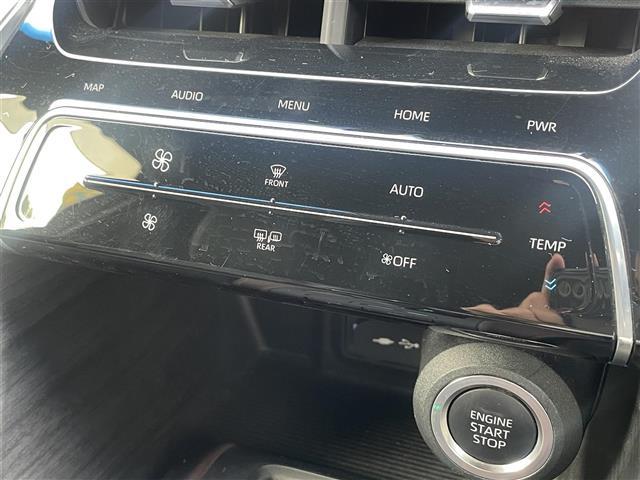 MAP AUDIO MENU HOME PWR
FRONT AUTO
TEMP
REAR OFF
ENGINE
START
STOP